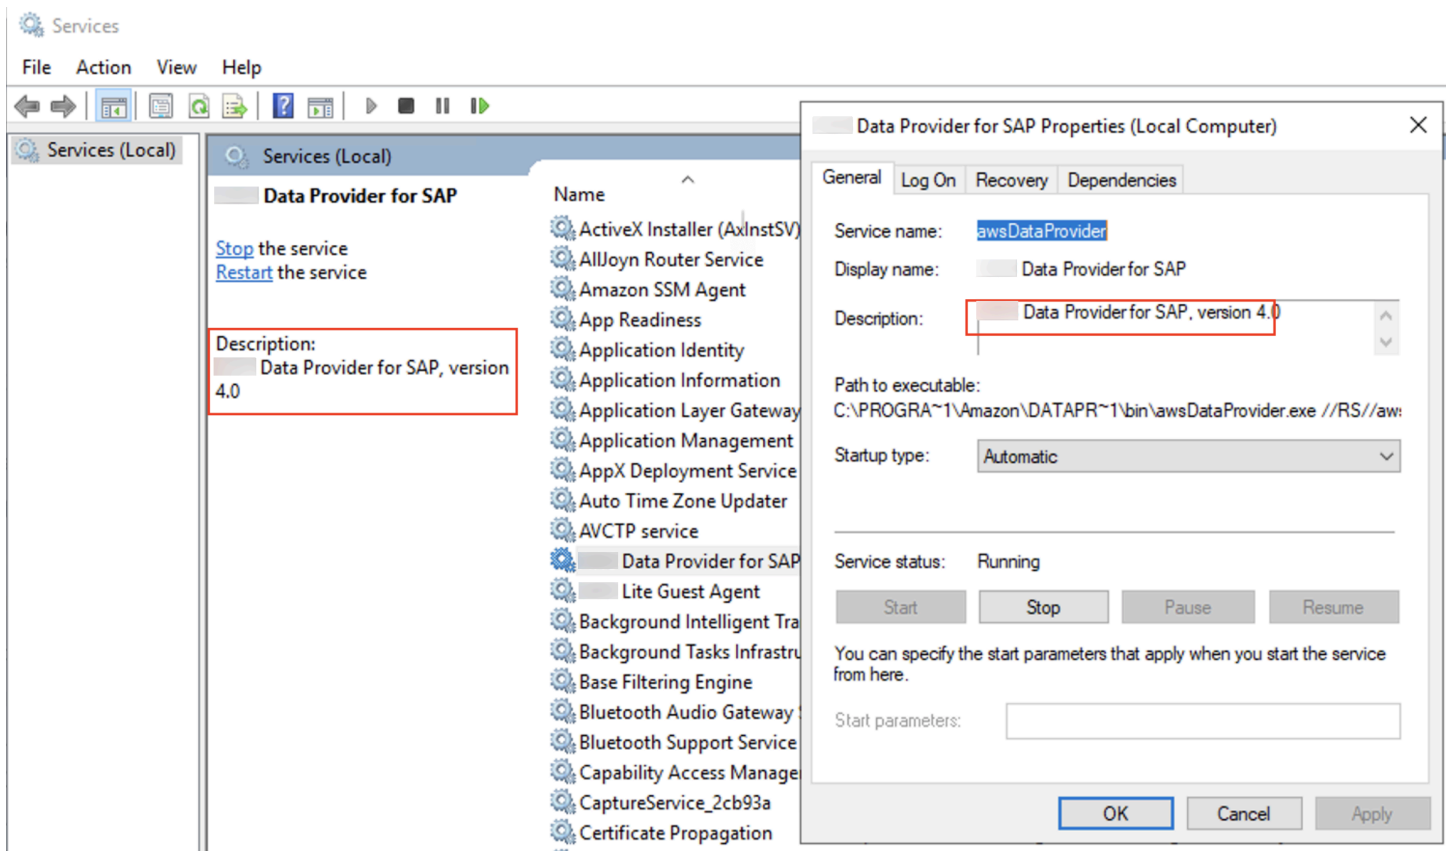 Services
File Action View Help
Services (Local)
Services (Local)
Data Provider for SAP
Stop the service
Restart the service
Description:
Data Provider for SAP, version
4.0
Name
ActiveX Installer (AxInstSV)
AllJoyn Router Service
Amazon SSM Agent
App Readiness
Application Identity
Application Information
Application Layer Gateway
Application Management
AppX Deployment Service
Auto Time Zone Updater
AVCTP service
Data Provider for SAP
Lite Guest Agent
Background Intelligent Tra
Background Tasks Infrastru
Base Filtering Engine
Bluetooth Audio Gateway
Bluetooth Support Service
Capability Access Manage
CaptureService_2cb93a
Certificate Propagation
Data Provider for SAP Properties (Local Computer)
General Log On Recovery Dependencies
Service name: awsDataProvider
Display name: Data Provider for SAP
Description: Data Provider for SAP, version 4.0
Path to executable:
C:\PROGRA~1\Amazon\DATAPR~1\bin\awsDataProvider.exe //RS//aws
Startup type: Automatic
Service status: Running
Start Stop Pause Resume
You can specify the start parameters that apply when you start the service
from here.
Start parameters:
OK Cancel Apply